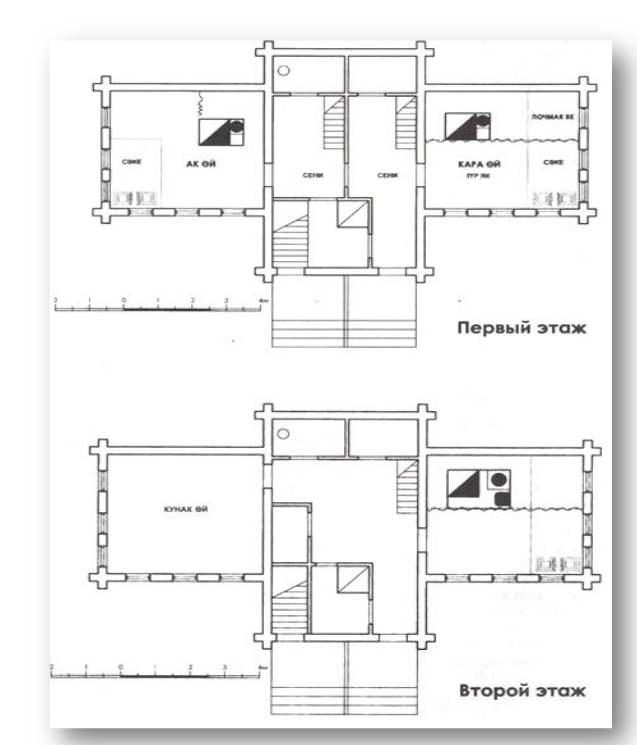 ПОЧМАК ЯК
СӘКЕ
АК ӨЙ
КАРА ӨЙ
ТУР ЯК
СӘКЕ
СЕНИ
СЕНИ
2 1 0 1 2 3 4м
Первый этаж
КУНАК ӨЙ
2 1 0 1 2 3 4м
Второй этаж